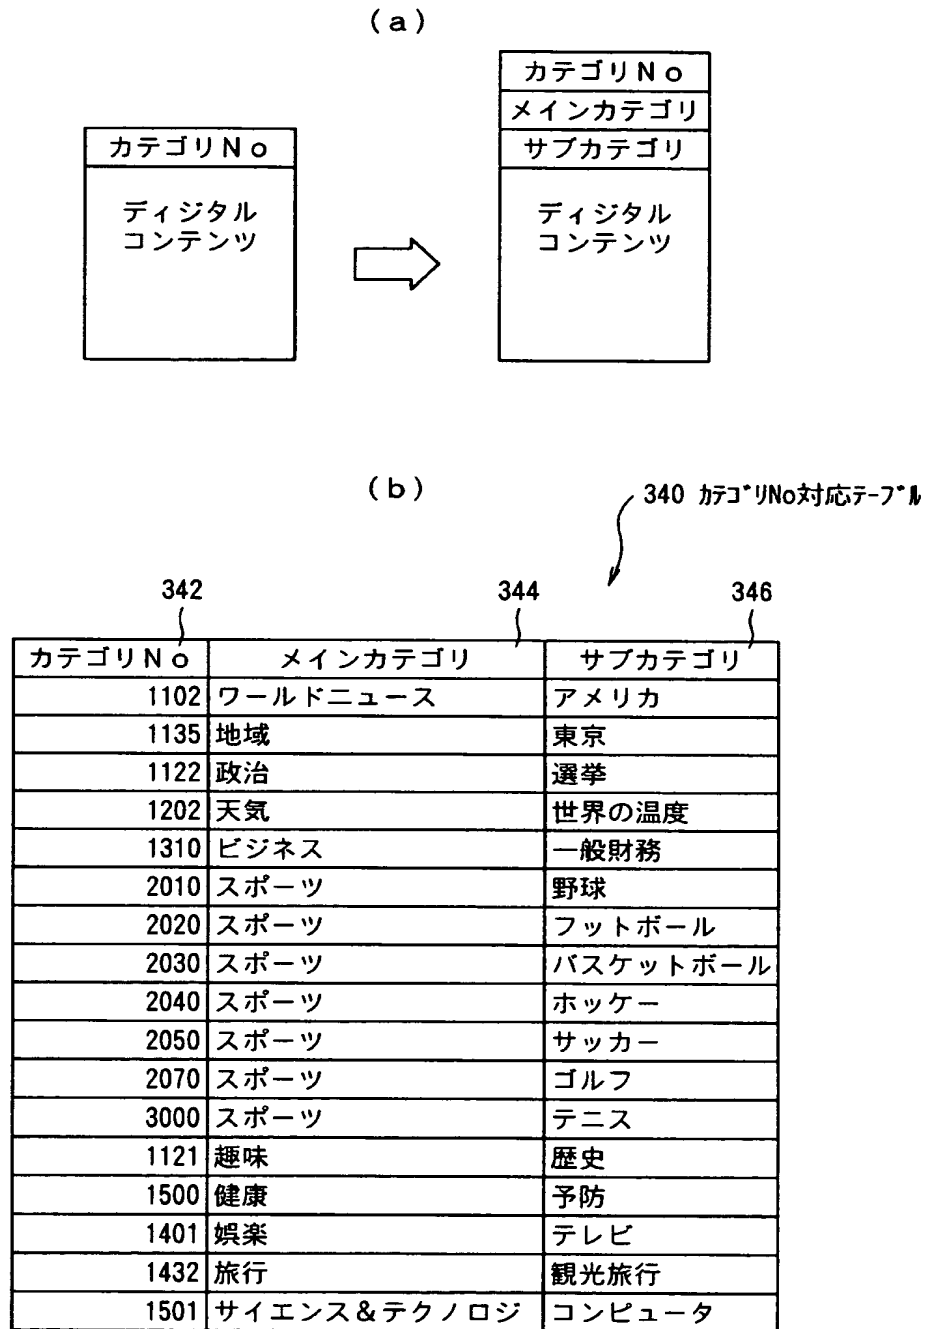 (a)
カテゴリNo
ディジタル
コンテンツ
カテゴリNo
メインカテゴリ
サブカテゴリ
ディジタル
コンテンツ
(b)
340 カテゴリNo対応テーブル
342 344 346
カテゴリNo メインカテゴリ サブカテゴリ
1102 ワールドニュース アメリカ
1135 地域 東京
1122 政治 選挙
1202 天気 世界の温度
1310 ビジネス 一般財務
2010 スポーツ 野球
2020 スポーツ フットボール
2030 スポーツ バスケットボール
2040 スポーツ ホッケー
2050 スポーツ サッカー
2070 スポーツ ゴルフ
3000 スポーツ テニス
1121 趣味 歴史
1500 健康 予防
1401 娯楽 テレビ
1432 旅行 観光旅行
1501 サイエンス&テクノロジ コンピュータ